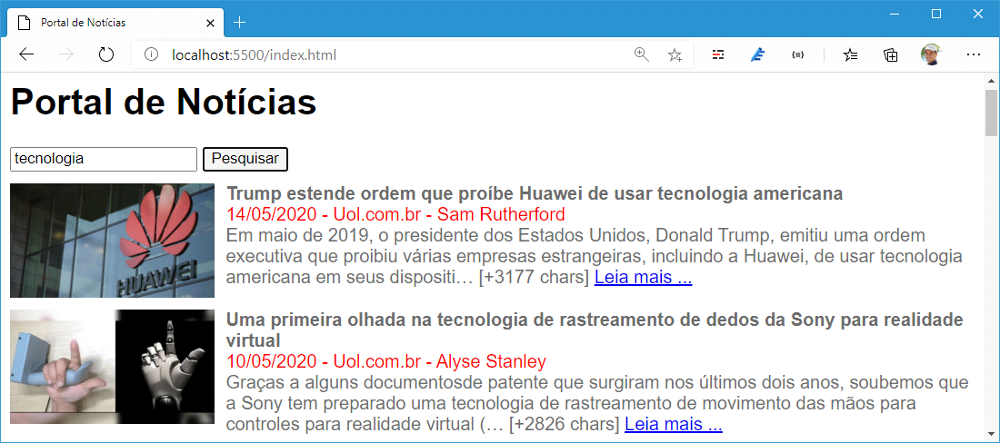 Portal de Notícias
localhost:5500/index.html
Portal de Notícias
tecnologia Pesquisar
HUAWEI
Trump estende ordem que proíbe Huawei de usar tecnologia americana
14/05/2020 - Uol.com.br - Sam Rutherford
Em maio de 2019, o presidente dos Estados Unidos, Donald Trump, emitiu uma ordem
executiva que proibiu várias empresas estrangeiras, incluindo a Huawei, de usar tecnologia
americana em seus dispositi… [+3177 chars] Leia mais ...
Uma primeira olhada na tecnologia de rastreamento de dedos da Sony para realidade
virtual
10/05/2020 - Uol.com.br - Alyse Stanley
Graças a alguns documentosde patente que surgiram nos últimos dois anos, soubemos que
a Sony tem preparado uma tecnologia de rastreamento de movimento das mãos para
controles para realidade virtual (… [+2826 chars] Leia mais ...